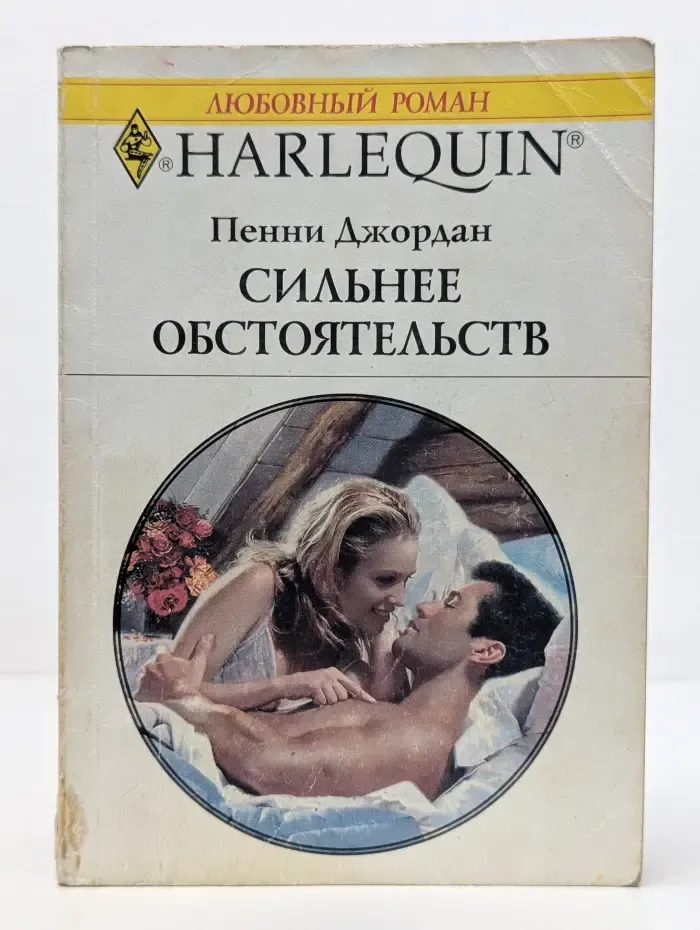 ЛЮБОВНЫЙ РОМАН
® HARLEQUIN®
Пенни Джордан
СИЛЬНЕЕ
ОБСТОЯТЕЛЬСТВ